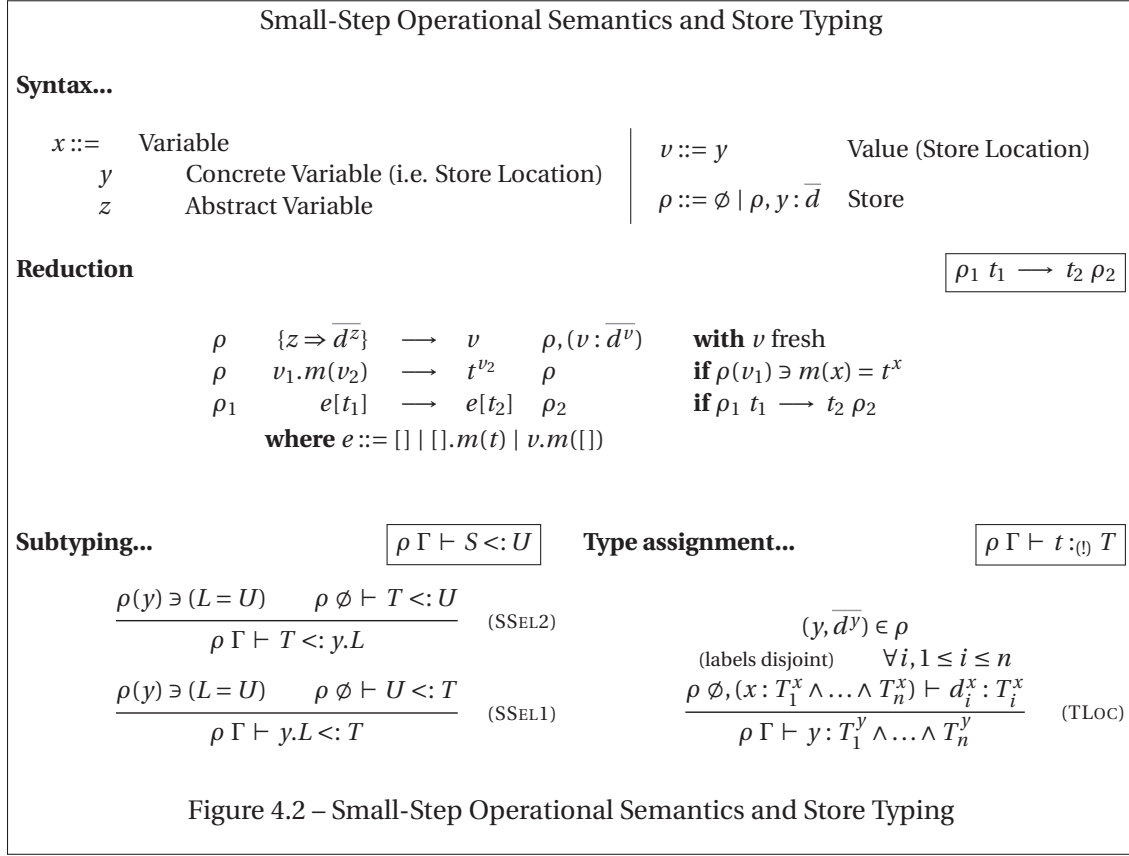 Small-Step Operational Semantics and Store Typing
Syntax...
x ::= Variable
y Concrete Variable (i.e. Store Location)
z Abstract Variable
v ::= y Value (Store Location)
ρ ::= ∅ | ρ, y : d̅ Store
Reduction
ρ₁ t₁ ⟶ t₂ ρ₂
ρ {z ⇒ \overline{d^z}} ⟶ v ρ, (v : \overline{d^v}) with v fresh
ρ v₁.m(v₂) ⟶ t^{v₂} ρ if ρ(v₁) ∋ m(x) = t^x
ρ₁ e[t₁] ⟶ e[t₂] ρ₂ if ρ₁ t₁ ⟶ t₂ ρ₂
where e ::= [] | [].m(t) | v.m([])
Subtyping...
ρ Γ ⊢ S <: U
ρ(y) ∋ (L = U) ρ ∅ ⊢ T <: U
ρ Γ ⊢ T <: y.L
(SSEL2)
ρ(y) ∋ (L = U) ρ ∅ ⊢ U <: T
ρ Γ ⊢ y.L <: T
(SSEL1)
Type assignment...
ρ Γ ⊢ t :_{(!)} T
(y, \overline{d^y}) ∈ ρ
(labels disjoint) ∀i, 1 ≤ i ≤ n
ρ ∅, (x : T₁^x ∧ ... ∧ Tₙ^x) ⊢ dᵢ^x : Tᵢ^x
ρ Γ ⊢ y : T₁^y ∧ ... ∧ Tₙ^y
(TLOC)
Figure 4.2 – Small-Step Operational Semantics and Store Typing